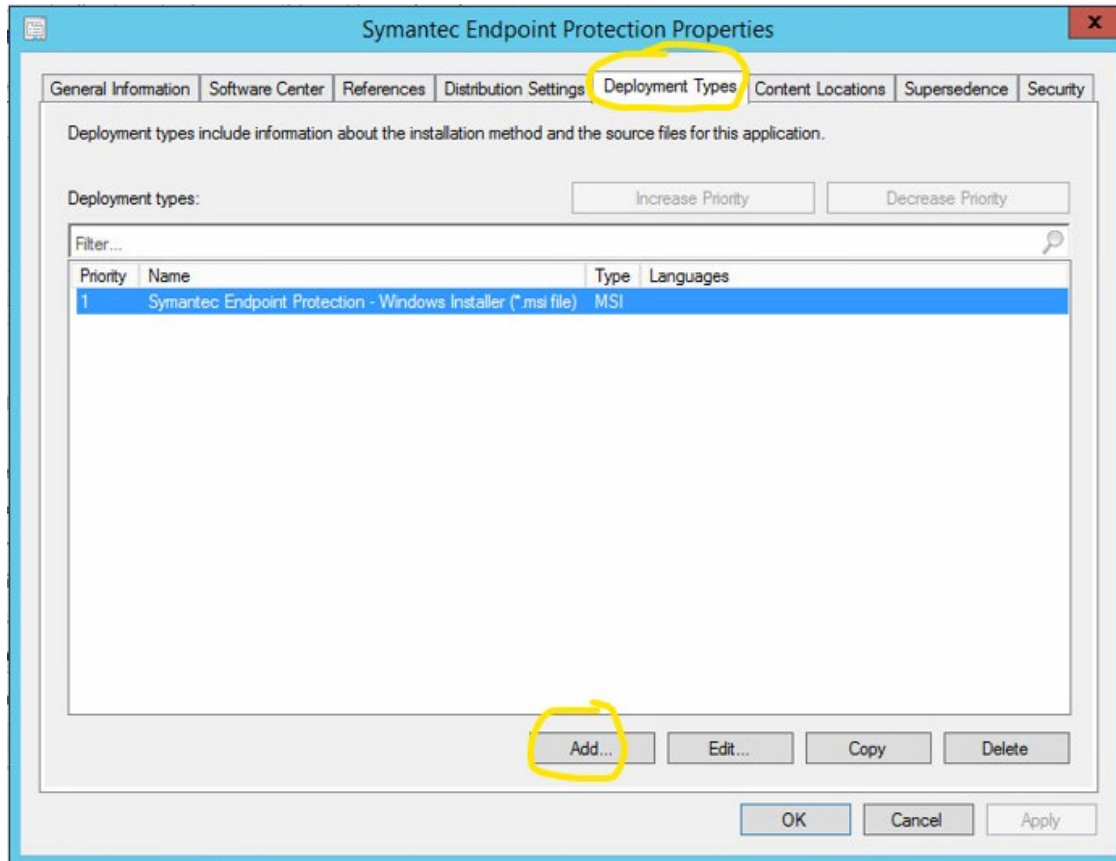 Symantec Endpoint Protection Properties
x
General Information Software Center References Distribution Settings Deployment Types Content Locations Supersedence Security
Deployment types include information about the installation method and the source files for this application.
Deployment types: Increase Priority Decrease Priority
Filter...
Priority Name Type Languages
1 Symantec Endpoint Protection - Windows Installer (*.msi file) MSI
Add... Edit... Copy Delete
OK Cancel Apply